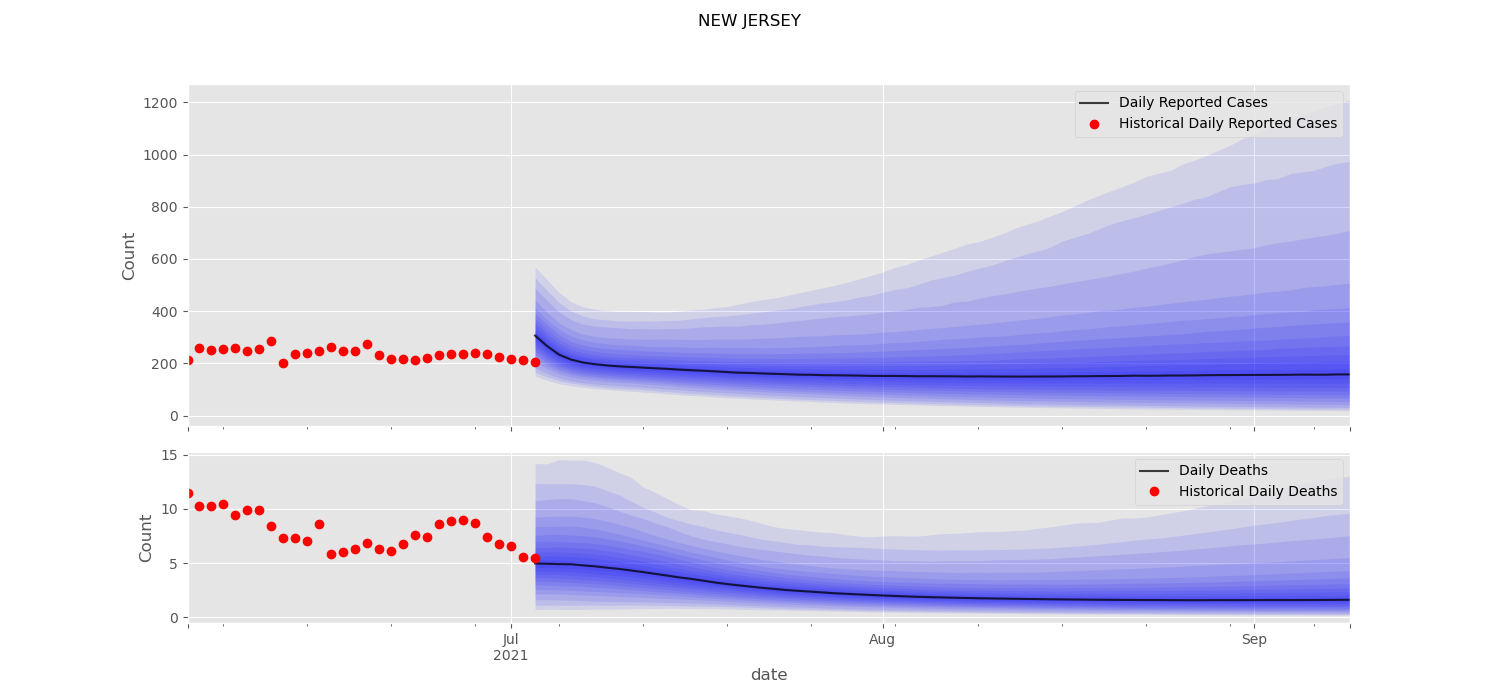 NEW JERSEY
1200
1000
800
600
400
200
0
Count
Daily Reported Cases
Historical Daily Reported Cases
15
10
5
0
Count
Daily Deaths
Historical Daily Deaths
Jul
2021
Aug
Sep
date